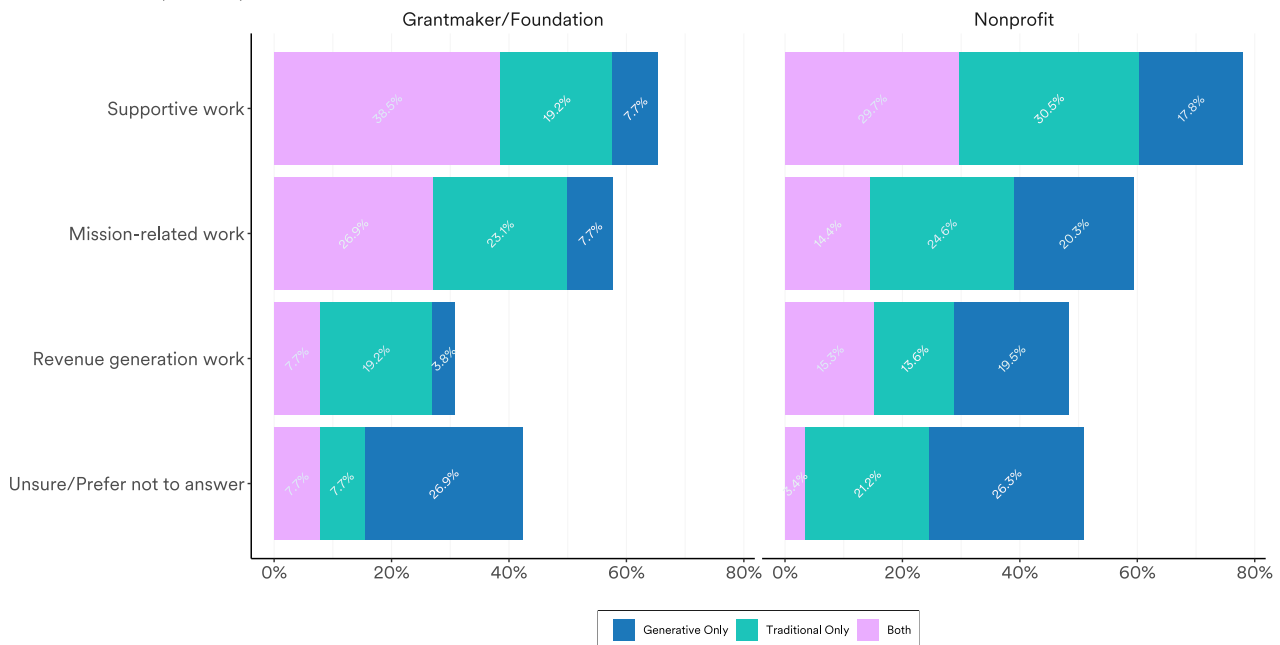 Grantmaker/Foundation
Nonprofit
Supportive work
38.5%
19.2%
7.7%
29.7%
30.5%
17.8%
Mission-related work
26.9%
23.1%
7.7%
14.4%
24.6%
20.3%
Revenue generation work
7.7%
19.2%
3.8%
15.3%
13.6%
19.5%
Unsure/Prefer not to answer
7.7%
7.7%
26.9%
3.4%
21.2%
26.3%
0% 20% 40% 60% 80%
0% 20% 40% 60% 80%
Generative Only Traditional Only Both